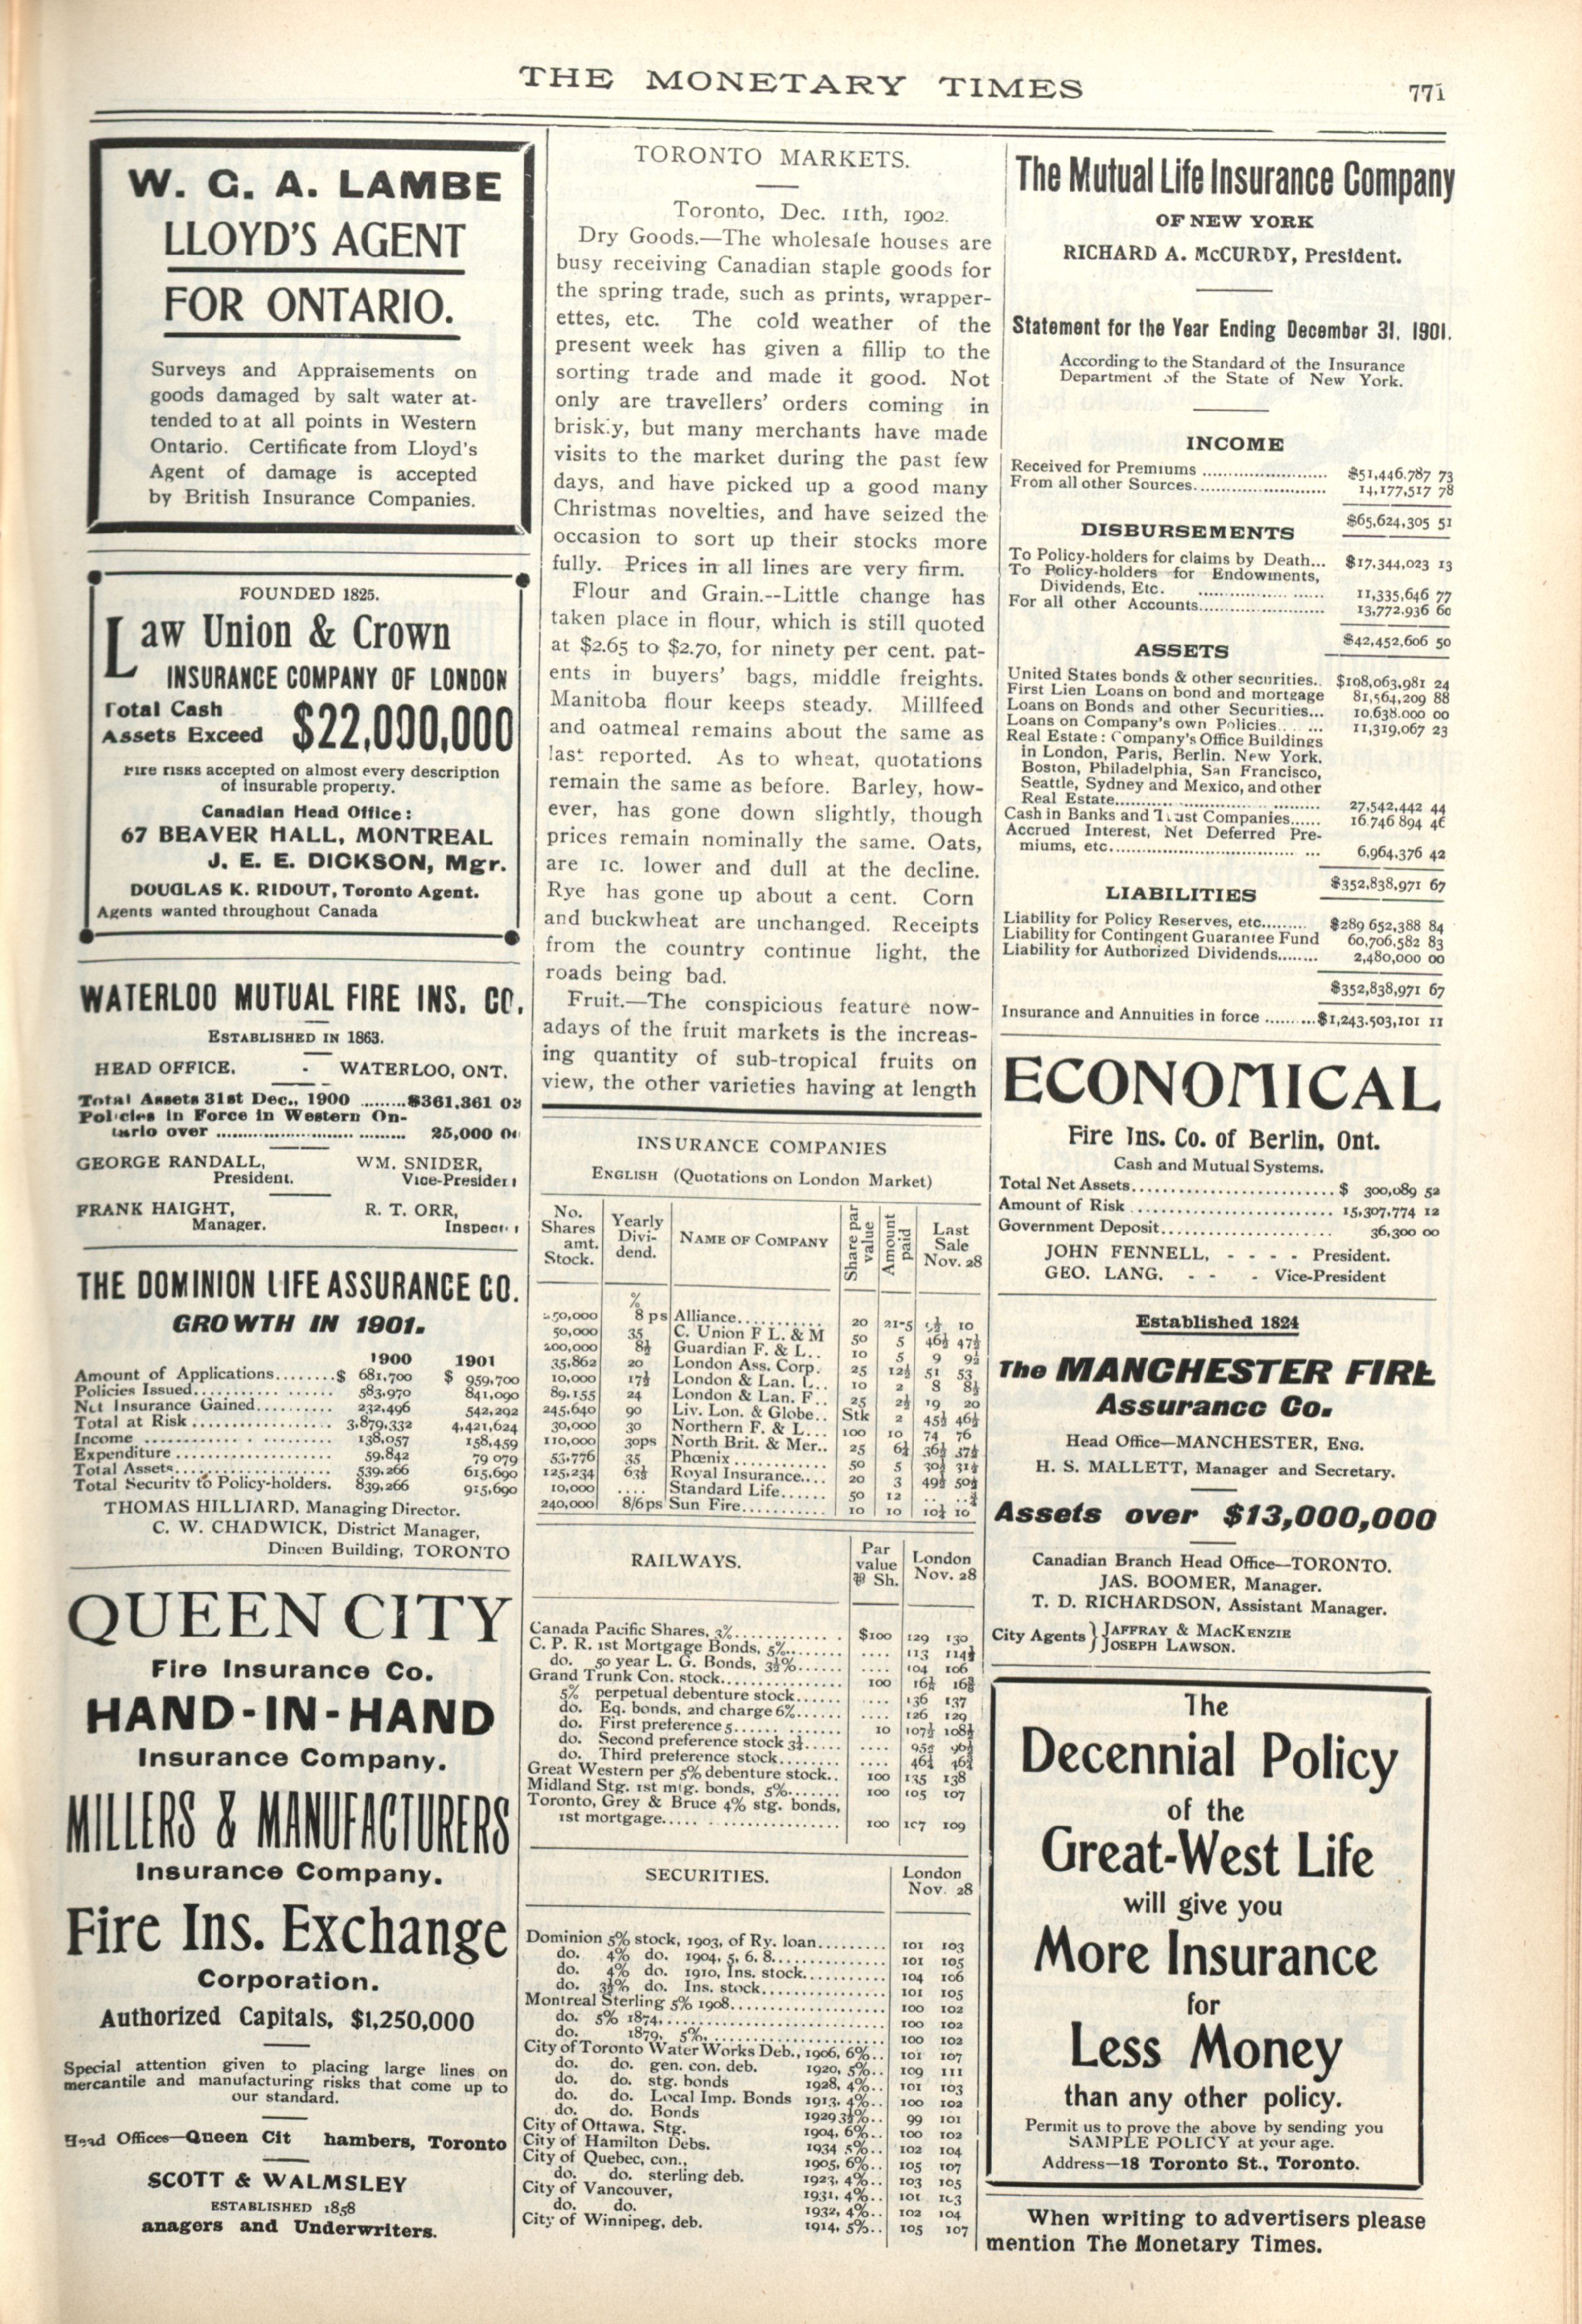 THE MONETARY TIMES
771
W. G. A. LAMBE
LLOYD'S AGENT
FOR ONTARIO.
Surveys and Appraisements on
goods damaged by salt water at-
tended to at all points in Western
Ontario. Certificate from Lloyd's
Agent of damage is accepted
by British Insurance Companies.
FOUNDED 1825.
Law Union & Crown
INSURANCE COMPANY OF LONDON
Total Cash
Assets Exceed $22,000,000
Fire risks accepted on almost every description
of insurable property.
Canadian Head Office:
67 BEAVER HALL, MONTREAL
J. E. E. DICKSON, Mgr.
DOUGLAS K. RIDOUT, Toronto Agent.
Agents wanted throughout Canada
WATERLOO MUTUAL FIRE INS. CO.
ESTABLISHED IN 1863.
HEAD OFFICE, - WATERLOO, ONT.
Total Assets 31st Dec., 1900 ........$361,361 03
Policies in Force in Western On-
tario over ........ 25,000 00
GEORGE RANDALL, WM. SNIDER,
President. Vice-President
FRANK HAIGHT, R. T. ORR,
Manager. Inspector
THE DOMINION LIFE ASSURANCE CO.
GROWTH IN 1901.
1900 1901
Amount of Applications........$ 681,700 $ 959,700
Policies Issued........ 583,970 841,090
Net Insurance Gained........ 232,496 542,292
Total at Risk ........ 3,879,332 4,421,624
Income ........ 138,057 158,459
Expenditure ........ 59,842 79 079
Total Assets........ 539,266 615,690
Total Security to Policy-holders. 839,266 915,690
THOMAS HILLIARD, Managing Director.
C. W. CHADWICK, District Manager,
Dineen Building, TORONTO
QUEEN CITY
Fire Insurance Co.
HAND-IN-HAND
Insurance Company.
MILLERS & MANUFACTURERS
Insurance Company.
Fire Ins. Exchange
Corporation.
Authorized Capitals, $1,250,000
Special attention given to placing large lines on
mercantile and manufacturing risks that come up to
our standard.
Head Offices—Queen Cit hambers, Toronto
SCOTT & WALMSLEY
ESTABLISHED 1858
anagers and Underwriters.
TORONTO MARKETS.
Toronto, Dec. 11th, 1902.
Dry Goods.—The wholesale houses are
busy receiving Canadian staple goods for
the spring trade, such as prints, wrapper-
ettes, etc. The cold weather of the
present week has given a fillip to the
sorting trade and made it good. Not
only are travellers' orders coming in
briskly, but many merchants have made
visits to the market during the past few
days, and have picked up a good many
Christmas novelties, and have seized the
occasion to sort up their stocks more
fully. Prices in all lines are very firm.
Flour and Grain.--Little change has
taken place in flour, which is still quoted
at $2.65 to $2.70, for ninety per cent. pat-
ents in buyers' bags, middle freights.
Manitoba flour keeps steady. Millfeed
and oatmeal remains about the same as
last reported. As to wheat, quotations
remain the same as before. Barley, how-
ever, has gone down slightly, though
prices remain nominally the same. Oats,
are 1c. lower and dull at the decline.
Rye has gone up about a cent. Corn
and buckwheat are unchanged. Receipts
from the country continue light, the
roads being bad.
Fruit.—The conspicious feature now-
adays of the fruit markets is the increas-
ing quantity of sub-tropical fruits on
view, the other varieties having at length
INSURANCE COMPANIES
ENGLISH (Quotations on London Market)
No. Shares amt. Stock. Yearly Divi-dend. NAME OF COMPANY Share par value Amount paid Last Sale Nov. 28
%
50,000 8 ps Alliance........ 20 21-5 10
50,000 35 C. Union F L. & M 50 5 46½ 47½
200,000 8½ Guardian F. & L.. 10 5 9 9½
35,862 20 London Ass. Corp. 25 12½ 51 53
10,000 17½ London & Lan. L.. 10 2 8 8½
89,155 24 London & Lan. F.. 25 2½ 19 20
245,640 90 Liv. Lon. & Globe.. Stk 2 45½ 46½
30,000 30 Northern F. & L... 100 10 74 76
110,000 30ps North Brit. & Mer.. 25 6¼ 36½ 37½
53,776 35 Phœnix ........ 50 5 30½ 31½
125,234 63½ Royal Insurance.... 20 3 49½ 50½
10,000 .... Standard Life...... 50 12 .. ..
240,000 8/6ps Sun Fire........ 10 10 10½ 10
RAILWAYS. Par value ₱ Sh. London Nov. 28
Canada Pacific Shares, 3%........ $100 129 130
C. P. R. 1st Mortgage Bonds, 5%........ .... 113 114½
do. 50 year L. G. Bonds, 3½%...... .... 104 106
Grand Trunk Con. stock........ 100 16½ 16⅝
5% perpetual debenture stock...... .... 136 137
do. Eq. bonds, 2nd charge 6%...... .... 126 129
do. First preference 5........ 10 107½ 108½
do. Second preference stock 3¼..... .... 95½ 96½
do. Third preference stock........ .... 46¼ 46¾
Great Western per 5% debenture stock.. 100 135 138
Midland Stg. 1st mtg. bonds, 5%....... 100 105 107
Toronto, Grey & Bruce 4% stg. bonds,
1st mortgage........ 100 107 109
SECURITIES. London Nov. 28
Dominion 5% stock, 1903, of Ry. loan........ 101 103
do. 4% do. 1904, 5, 6, 8........ 101 105
do. 4% do. 1910, Ins. stock........ 104 106
do. 3½% do. Ins. stock........ 101 105
Montreal Sterling 5% 1908........ 100 102
do. 5% 1874,........ 100 102
do. 1879, 5%,........ 100 102
City of Toronto Water Works Deb., 1906, 6%.. 101 107
do. do. gen. con. deb. 1920, 5%.. 109 111
do. do. stg. bonds 1928, 4%.. 101 103
do. do. Local Imp. Bonds 1913, 4%.. 100 102
do. do. Bonds 1929 3½%.. 99 101
City of Ottawa, Stg. 1904, 6%.. 100 102
City of Hamilton Debs. 1934 5%.. 102 104
City of Quebec, con., 1905, 6%.. 105 107
do. do. sterling deb. 1923, 4%.. 103 105
City of Vancouver, 1931, 4%.. 101 103
do. do. 1932, 4%.. 102 104
City of Winnipeg, deb. 1914, 5%.. 105 107
The Mutual Life Insurance Company
OF NEW YORK
RICHARD A. McCURDY, President.
Statement for the Year Ending December 31, 1901.
According to the Standard of the Insurance
Department of the State of New York.
INCOME
Received for Premiums ........ $51,446,787 73
From all other Sources........ 14,177,517 78
$65,624,305 51
DISBURSEMENTS
To Policy-holders for claims by Death... $17,344,023 13
To Policy-holders for Endowments,
Dividends, Etc. ........ 11,335,646 77
For all other Accounts........ 13,772,936 60
$42,452,606 50
ASSETS
United States bonds & other securities.. $108,063,981 24
First Lien Loans on bond and mortgage 81,564,209 88
Loans on Bonds and other Securities... 10,638,000 00
Loans on Company's own Policies..... 11,319,067 23
Real Estate: Company's Office Buildings
in London, Paris, Berlin, New York,
Boston, Philadelphia, San Francisco,
Seattle, Sydney and Mexico, and other
Real Estate........ 27,542,442 44
Cash in Banks and Trust Companies...... 16 746 894 46
Accrued Interest, Net Deferred Pre-
miums, etc........ 6,964,376 42
$352,838,971 67
LIABILITIES
Liability for Policy Reserves, etc........ $289 652,388 84
Liability for Contingent Guarantee Fund 60,706,582 83
Liability for Authorized Dividends........ 2,480,000 00
$352,838,971 67
Insurance and Annuities in force ........$1,243,503,101 11
ECONOMICAL
Fire Ins. Co. of Berlin, Ont.
Cash and Mutual Systems.
Total Net Assets........ $ 300,089 52
Amount of Risk ........ 15,307,774 12
Government Deposit........ 36,300 00
JOHN FENNELL, - - - - President.
GEO. LANG, - - - Vice-President
Established 1824
The MANCHESTER FIRE
Assurance Co.
Head Office—MANCHESTER, ENG.
H. S. MALLETT, Manager and Secretary.
Assets over $13,000,000
Canadian Branch Head Office—TORONTO.
JAS. BOOMER, Manager.
T. D. RICHARDSON, Assistant Manager.
City Agents } JAFFRAY & MACKENZIE
JOSEPH LAWSON.
The
Decennial Policy
of the
Great-West Life
will give you
More Insurance
for
Less Money
than any other policy.
Permit us to prove the above by sending you
SAMPLE POLICY at your age.
Address—18 Toronto St., Toronto.
When writing to advertisers please
mention The Monetary Times.